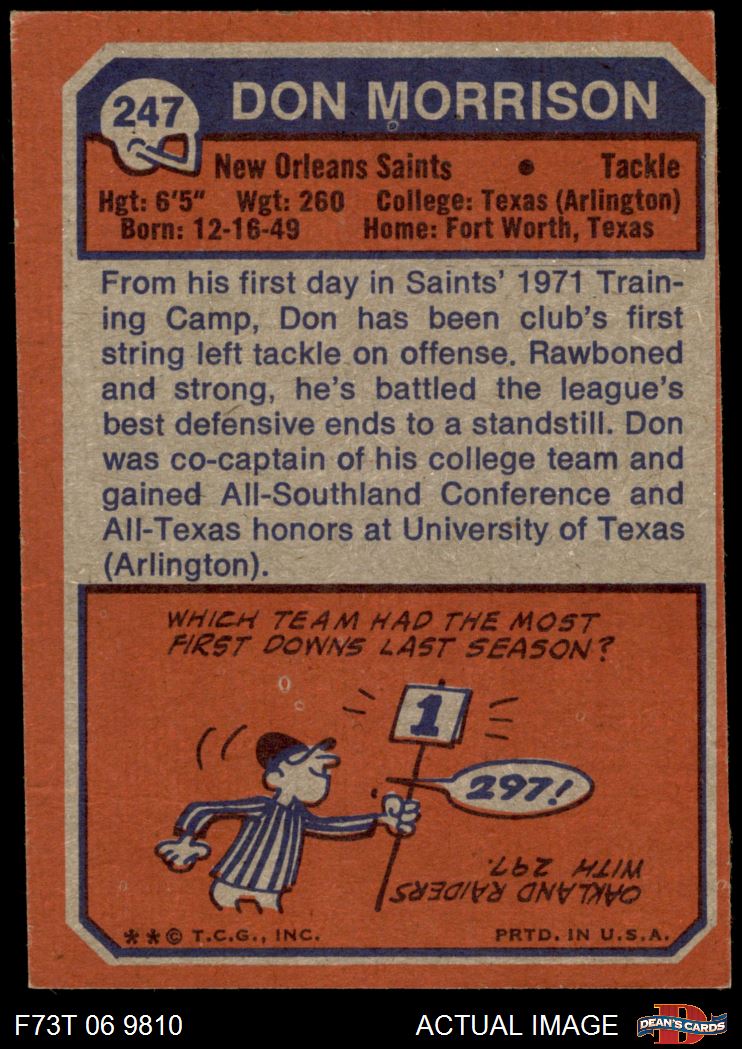 247 DON MORRISON
New Orleans Saints • Tackle
Hgt: 6'5" Wgt: 260 College: Texas (Arlington)
Born: 12-16-49 Home: Fort Worth, Texas
From his first day in Saints' 1971 Train-
ing Camp, Don has been club's first
string left tackle on offense. Rawboned
and strong, he's battled the league's
best defensive ends to a standstill. Don
was co-captain of his college team and
gained All-Southland Conference and
All-Texas honors at University of Texas
(Arlington).
WHICH TEAM HAD THE MOST
FIRST DOWNS LAST SEASON?
1
297!
OAKLAND RAIDERS
WITH 297.
**© T.C.G., INC. PRTD. IN U.S.A.
F73T 06 9810 ACTUAL IMAGE DEAN'S CARDS